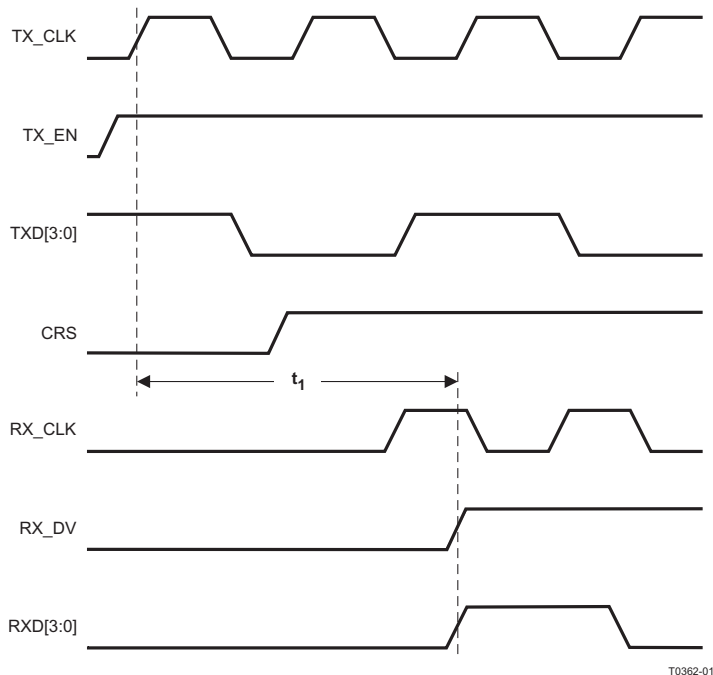 TX_CLK
TX_EN
TXD[3:0]
CRS
t1
RX_CLK
RX_DV
RXD[3:0]
T0362-01